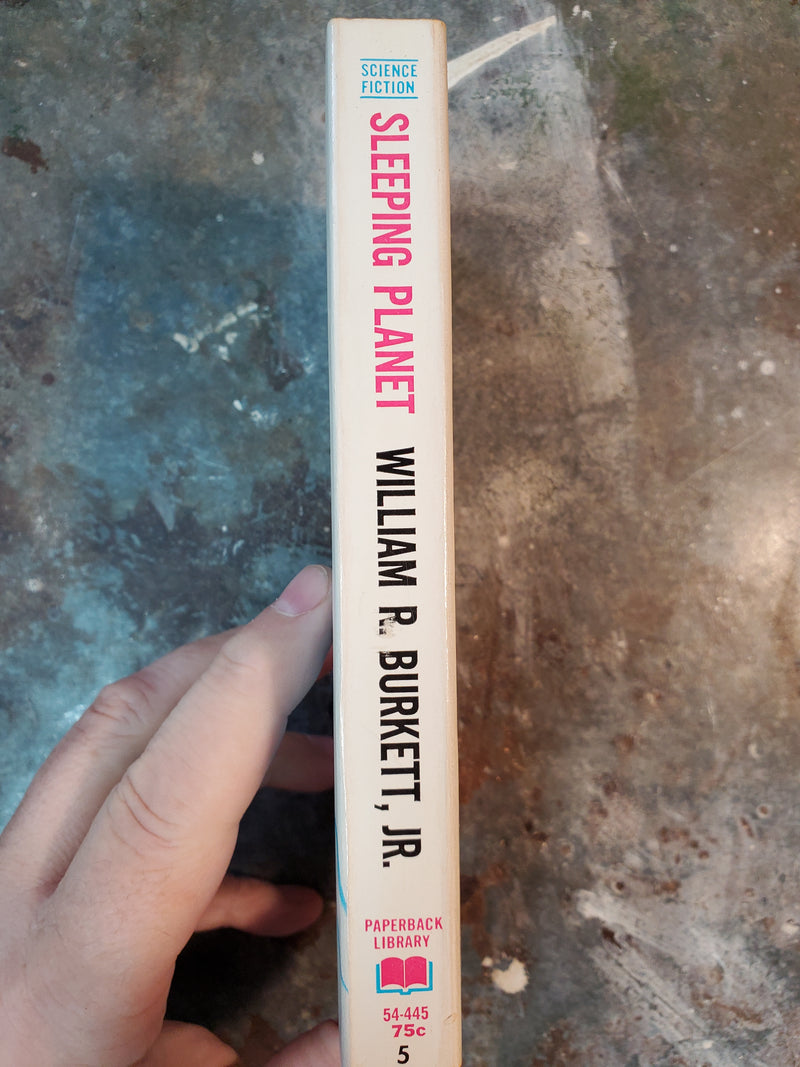 SCIENCE
FICTION
SLEEPING PLANET
WILLIAM R. BURKETT, JR.
PAPERBACK
LIBRARY
54-445
75c
5